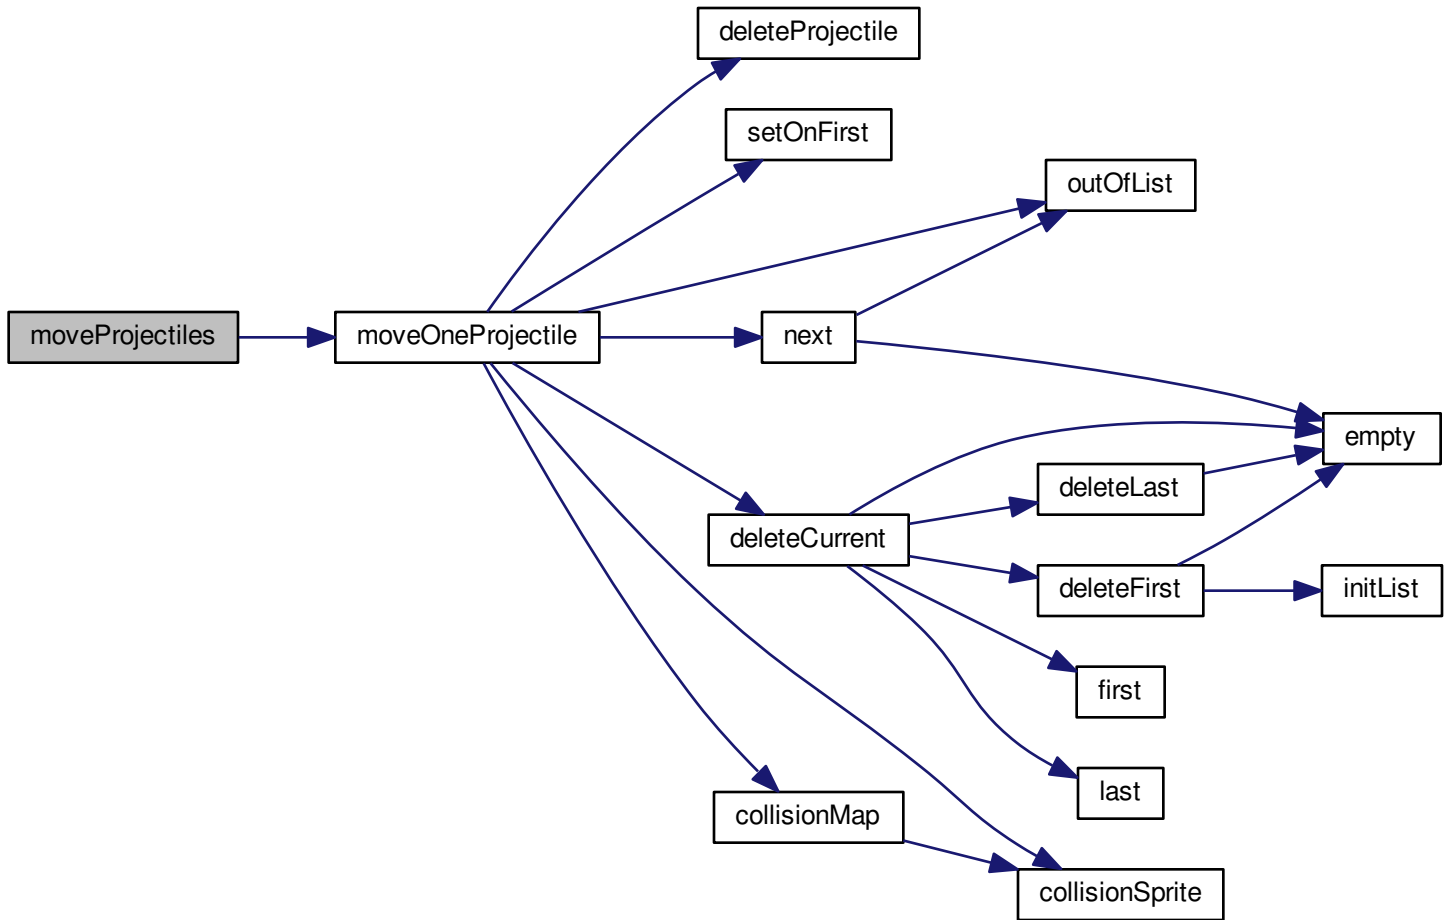 deleteProjectile
setOnFirst
outOfList
moveProjectiles
moveOneProjectile
next
empty
deleteLast
deleteCurrent
deleteFirst
initList
first
last
collisionMap
collisionSprite